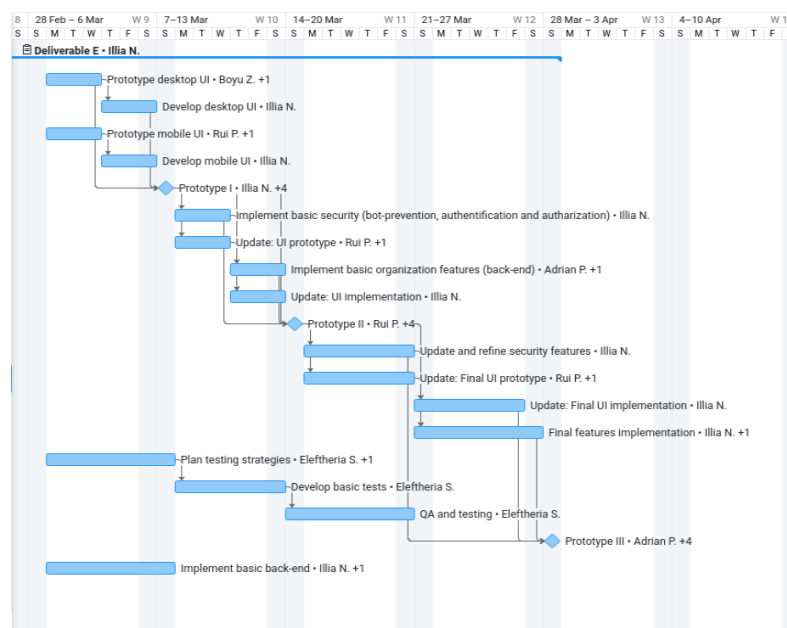 8 28 Feb – 6 Mar W 9 7–13 Mar W 10 14–20 Mar W 11 21–27 Mar W 12 28 Mar – 3 Apr W 13 4–10 Apr W 1
S S M T W T F S S M T W T F S S M T W T F S S M T W T F S S M T W T F S S M T W T F
Deliverable E • Illia N.
Prototype desktop UI • Boyu Z. +1
Develop desktop UI • Illia N.
Prototype mobile UI • Rui P. +1
Develop mobile UI • Illia N.
Prototype I • Illia N. +4
Implement basic security (bot-prevention, authentification and autharization) • Illia N.
Update: UI prototype • Rui P. +1
Implement basic organization features (back-end) • Adrian P. +1
Update: UI implementation • Illia N.
Prototype II • Rui P. +4
Update and refine security features • Illia N.
Update: Final UI prototype • Rui P. +1
Update: Final UI implementation • Illia N.
Final features implementation • Illia N. +1
Plan testing strategies • Eleftheria S. +1
Develop basic tests • Eleftheria S.
QA and testing • Eleftheria S.
Prototype III • Adrian P. +4
Implement basic back-end • Illia N. +1